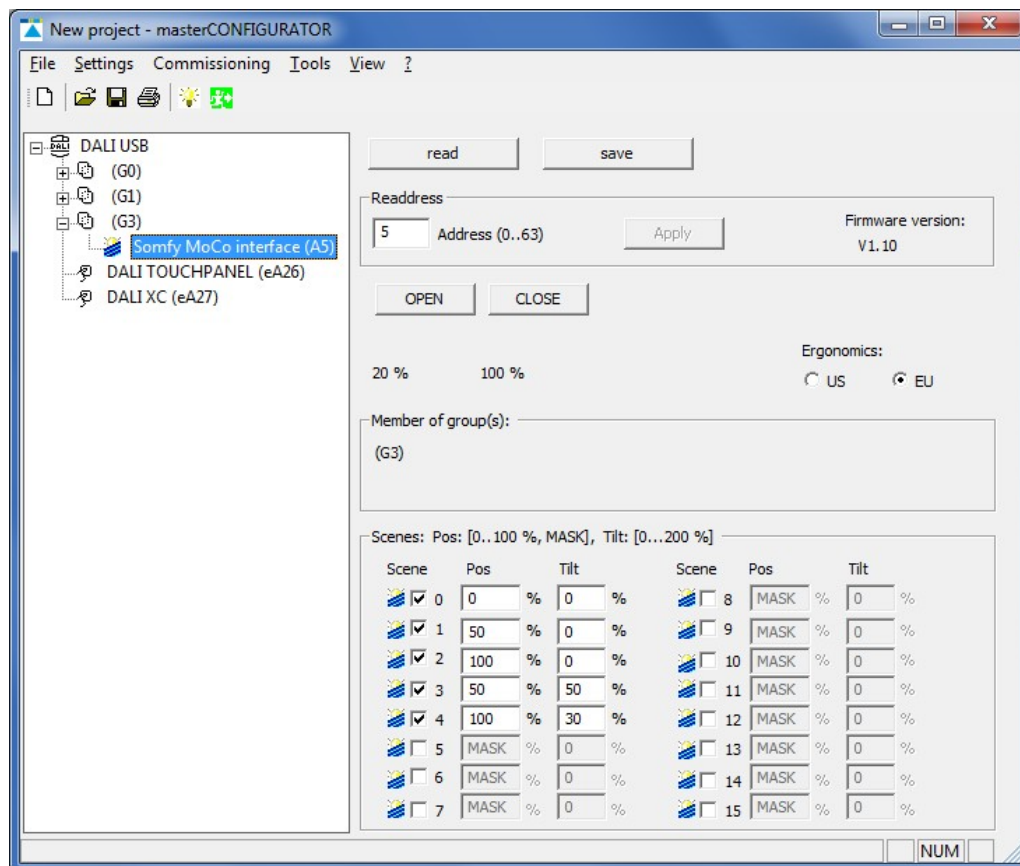 New project - masterCONFIGURATOR
File Settings Commissioning Tools View ?
DALI USB
(G0)
(G1)
(G3)
Somfy MoCo interface (A5)
DALI TOUCHPANEL (eA26)
DALI XC (eA27)
read save
Readdress
5 Address (0..63) Apply Firmware version:
V1.10
OPEN CLOSE
Ergonomics:
20 % 100 % US EU
Member of group(s):
(G3)
Scenes: Pos: [0..100 %, MASK], Tilt: [0...200 %]
Scene Pos Tilt Scene Pos Tilt
0 0 % 0 % 8 MASK % 0 %
1 50 % 0 % 9 MASK % 0 %
2 100 % 0 % 10 MASK % 0 %
3 50 % 50 % 11 MASK % 0 %
4 100 % 30 % 12 MASK % 0 %
5 MASK % 0 % 13 MASK % 0 %
6 MASK % 0 % 14 MASK % 0 %
7 MASK % 0 % 15 MASK % 0 %
NUM